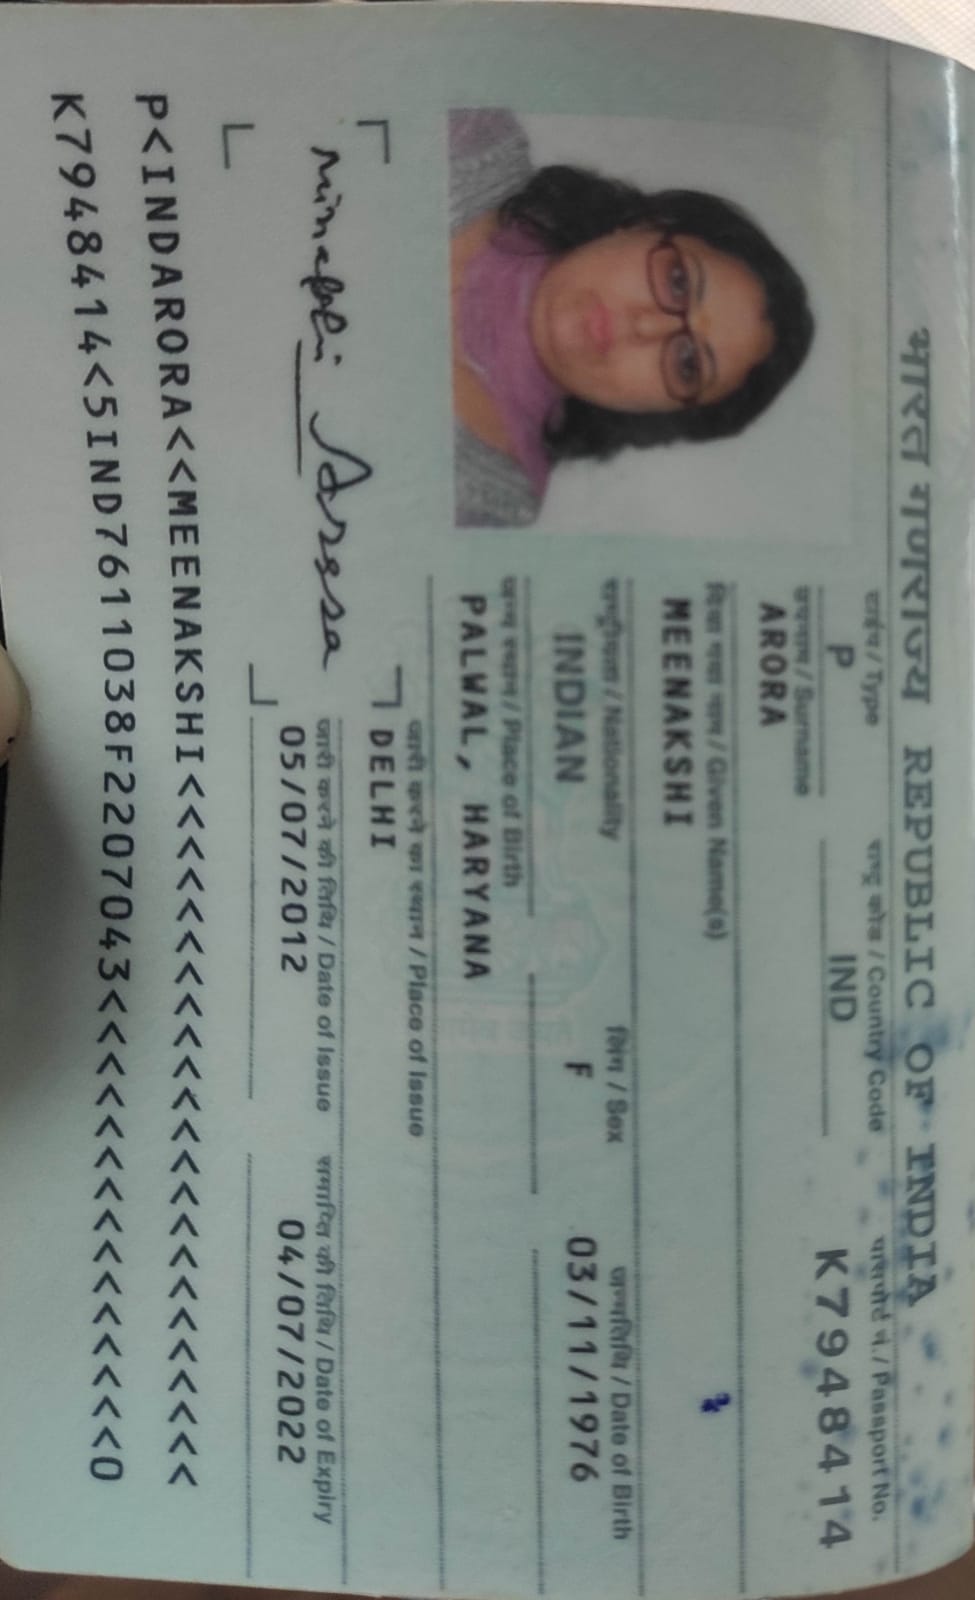 भारत गणराज्य REPUBLIC OF INDIA
टाईप / Type राष्ट्र कोड / Country Code पासपोर्ट नं. / Passport No.
P IND K7948414
उपनाम / Surname
ARORA
दिया गया नाम / Given Name(s)
MEENAKSHI
राष्ट्रीयता / Nationality लिंग / Sex जन्मतिथि / Date of Birth
INDIAN F 03/11/1976
जन्म स्थान / Place of Birth
PALWAL, HARYANA
जारी करने का स्थान / Place of Issue
DELHI
जारी करने की तिथि / Date of Issue समाप्ति की तिथि / Date of Expiry
05/07/2012 04/07/2022
P<INDARORA<<MEENAKSHI<<<<<<<<<<<<<<<<<<<<<<<
K7948414<5IND7611038F2207043<<<<<<<<<<<<<<<0